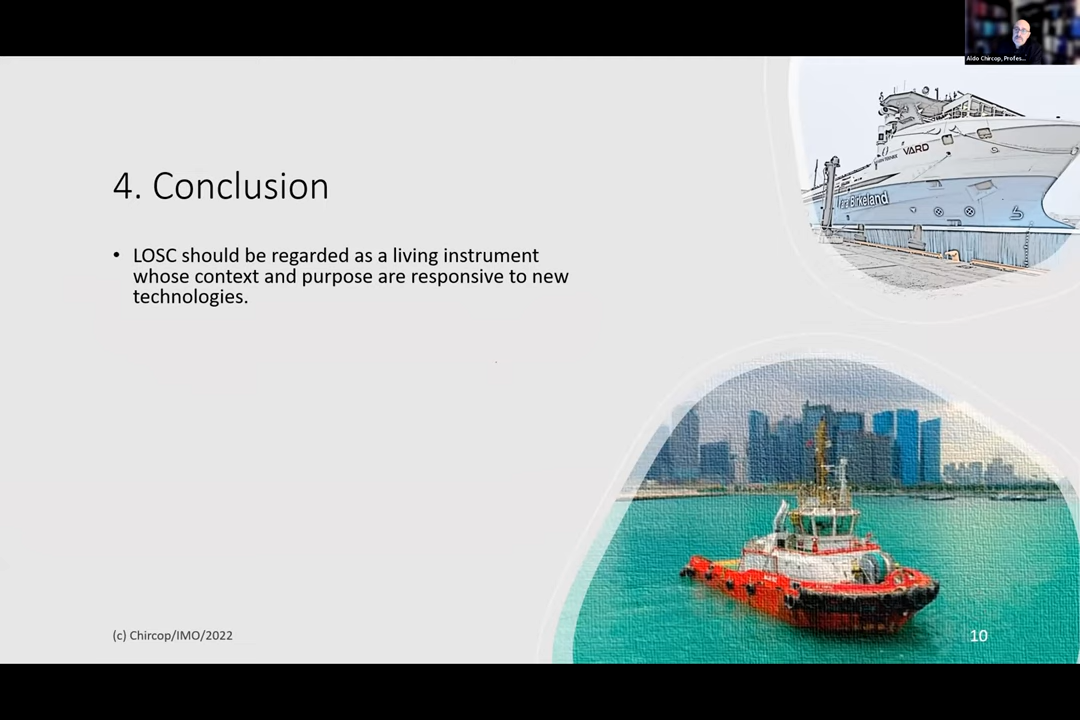 Aldo Chircop, Profes...
VARD
Birkeland
4. Conclusion
• LOSC should be regarded as a living instrument
whose context and purpose are responsive to new
technologies.
(c) Chircop/IMO/2022
10